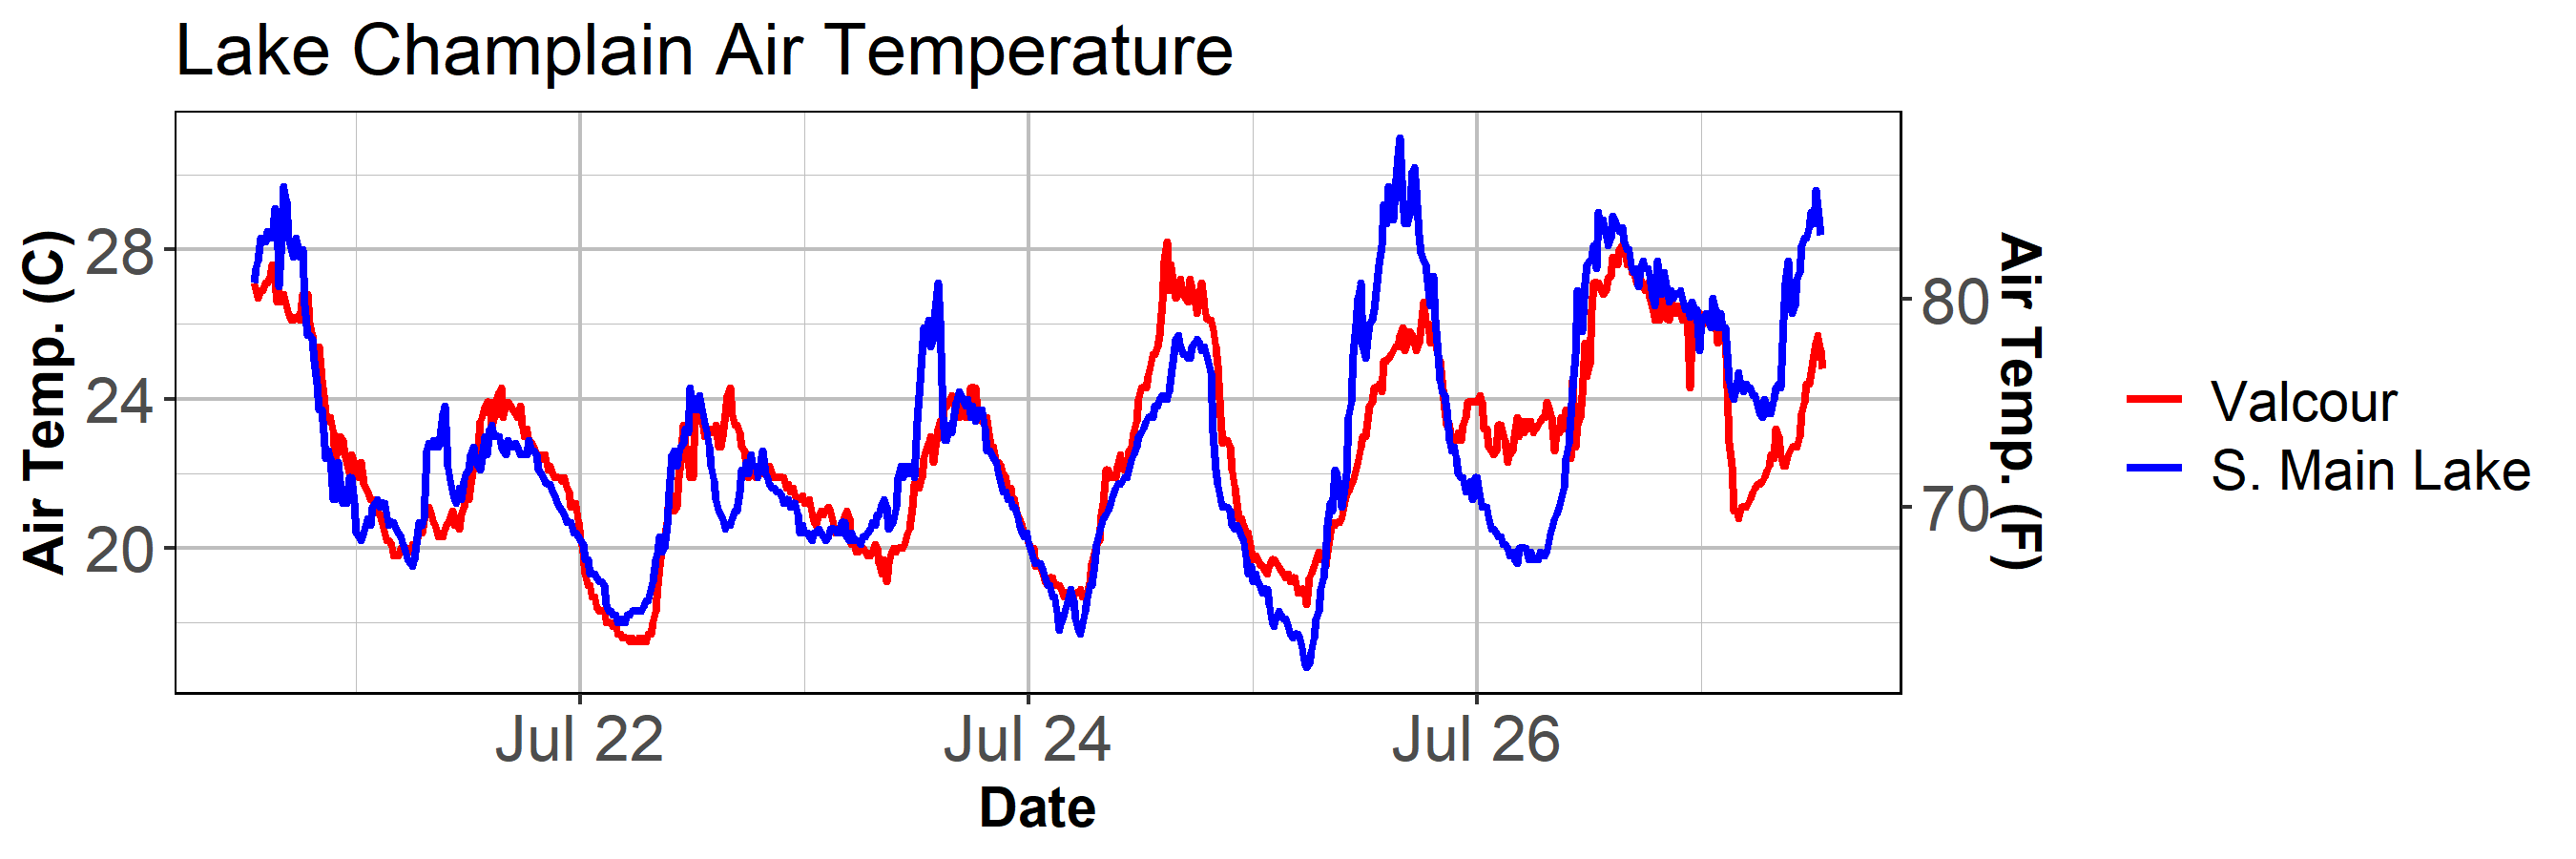 Lake Champlain Air Temperature
Air Temp. (C)
28
24
20
80
70
Air Temp. (F)
Jul 22
Jul 24
Jul 26
Date
Valcour
S. Main Lake